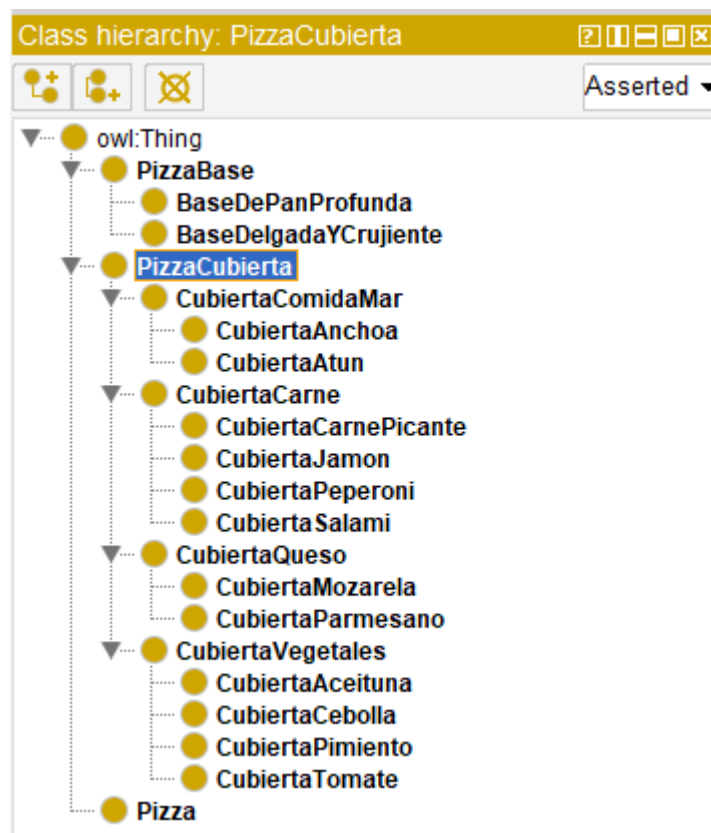 Class hierarchy: PizzaCubierta
Asserted
owl:Thing
PizzaBase
BaseDePanProfunda
BaseDelgadaYCrujiente
PizzaCubierta
CubiertaComidaMar
CubiertaAnchoa
CubiertaAtun
CubiertaCarne
CubiertaCarnePicante
CubiertaJamon
CubiertaPeperoni
CubiertaSalami
CubiertaQueso
CubiertaMozarela
CubiertaParmesano
CubiertaVegetales
CubiertaAceituna
CubiertaCebolla
CubiertaPimiento
CubiertaTomate
Pizza